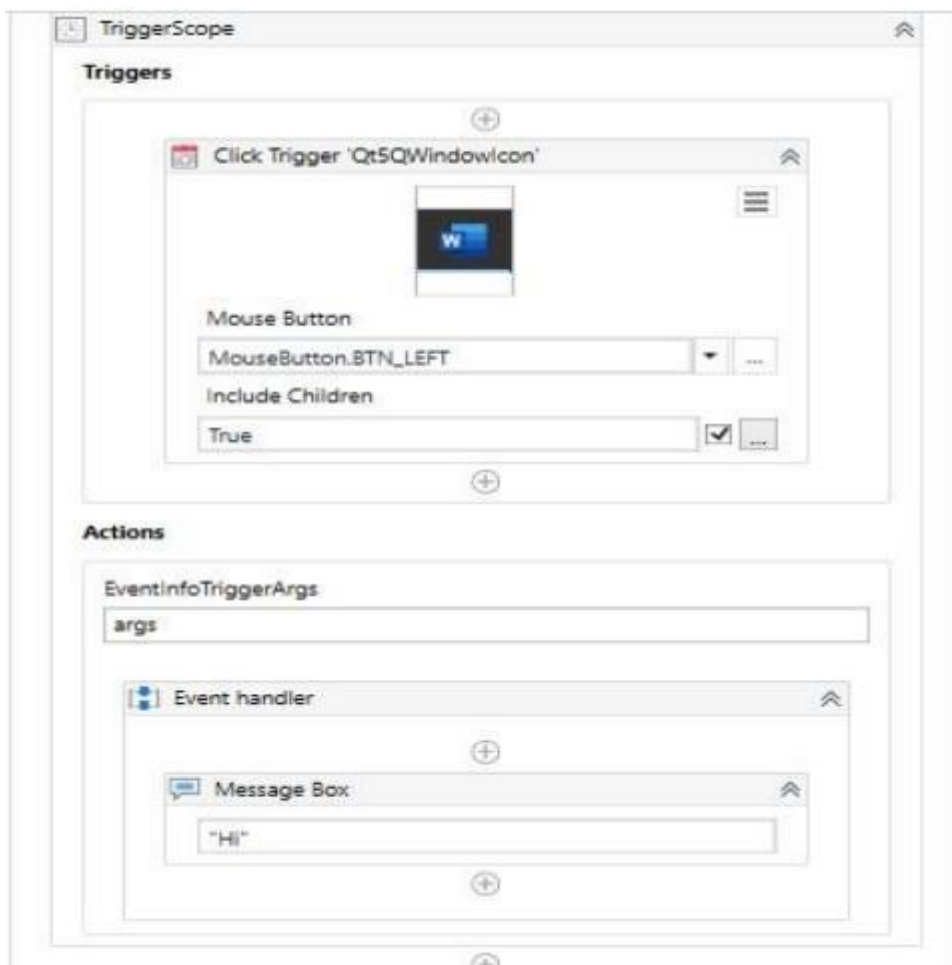 TriggerScope
Triggers
Click Trigger 'Qt5QWindowIcon'
W
Mouse Button
MouseButton.BTN_LEFT
...
Include Children
True
...
Actions
EventInfoTriggerArgs
args
Event handler
Message Box
"Hi"